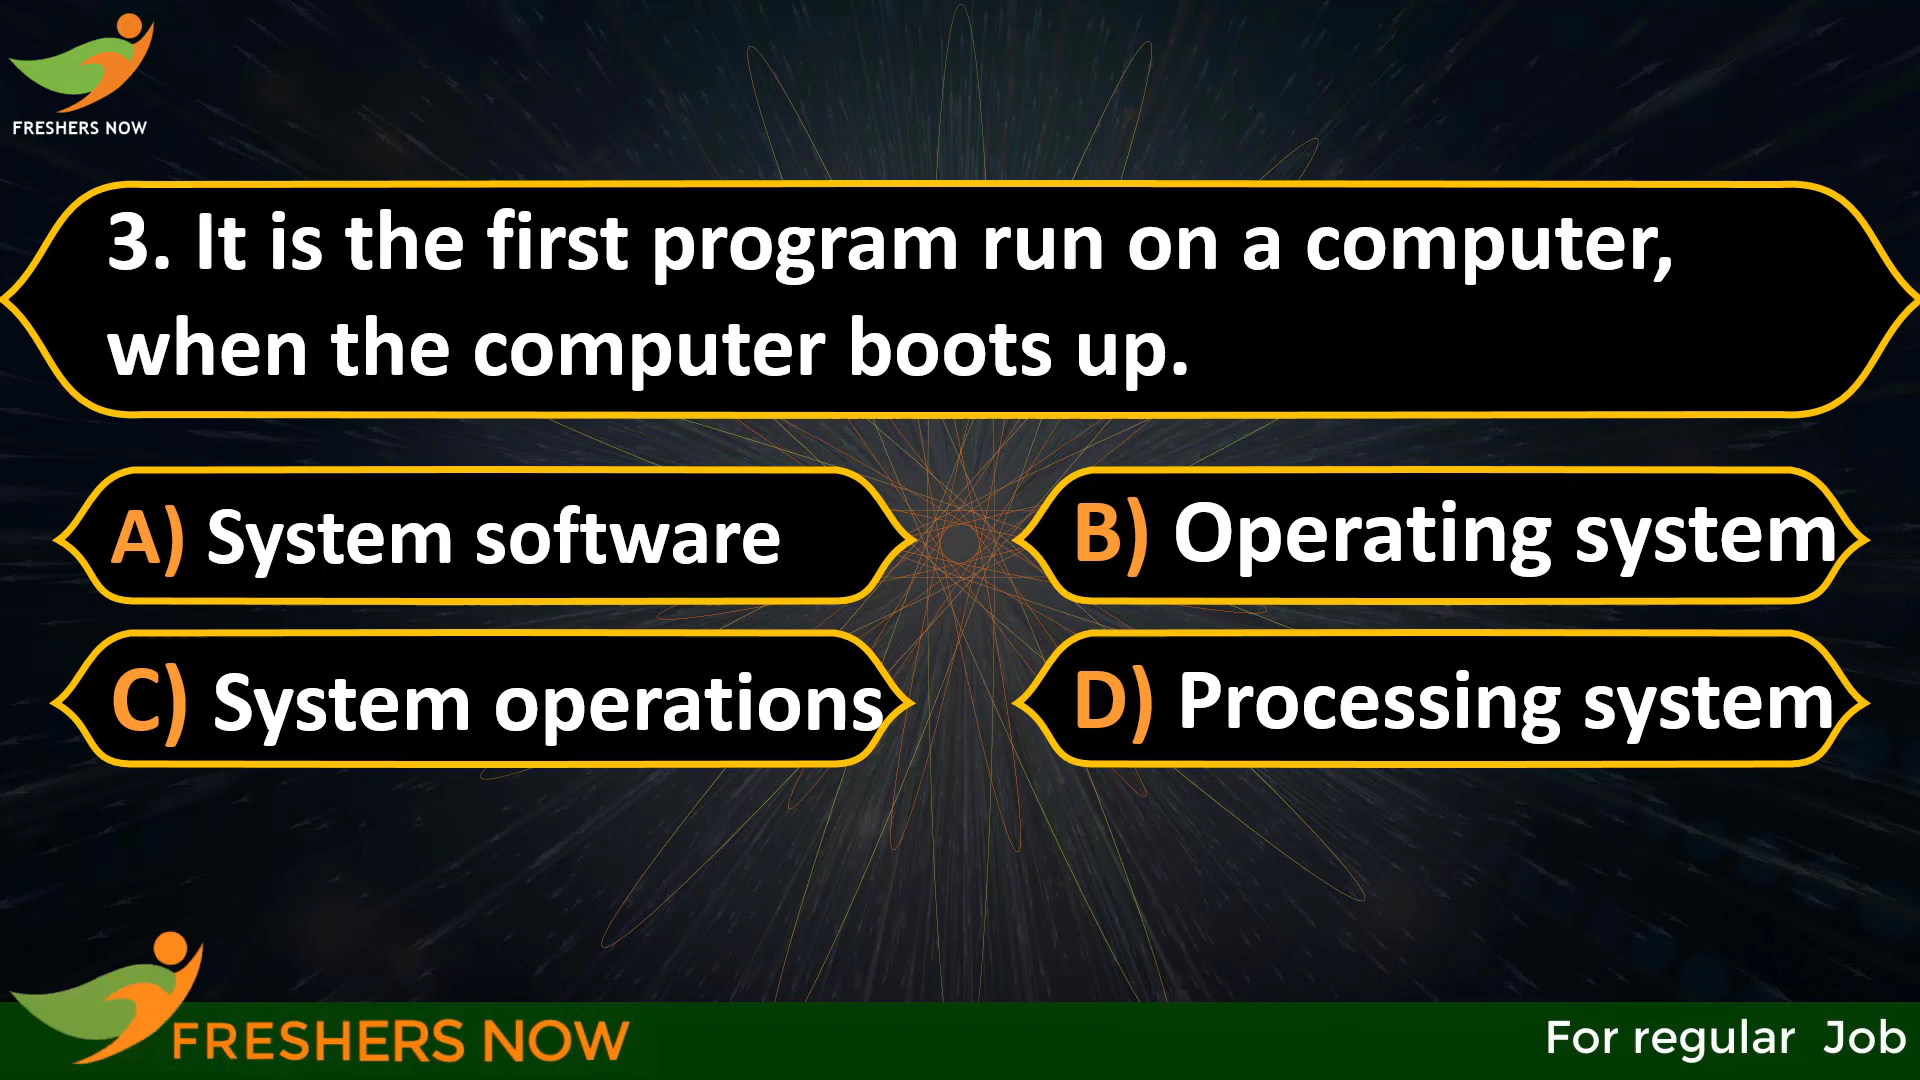 FRESHERS NOW
3. It is the first program run on a computer,
when the computer boots up.
A) System software
B) Operating system
C) System operations
D) Processing system
FRESHERS NOW
For regular Job